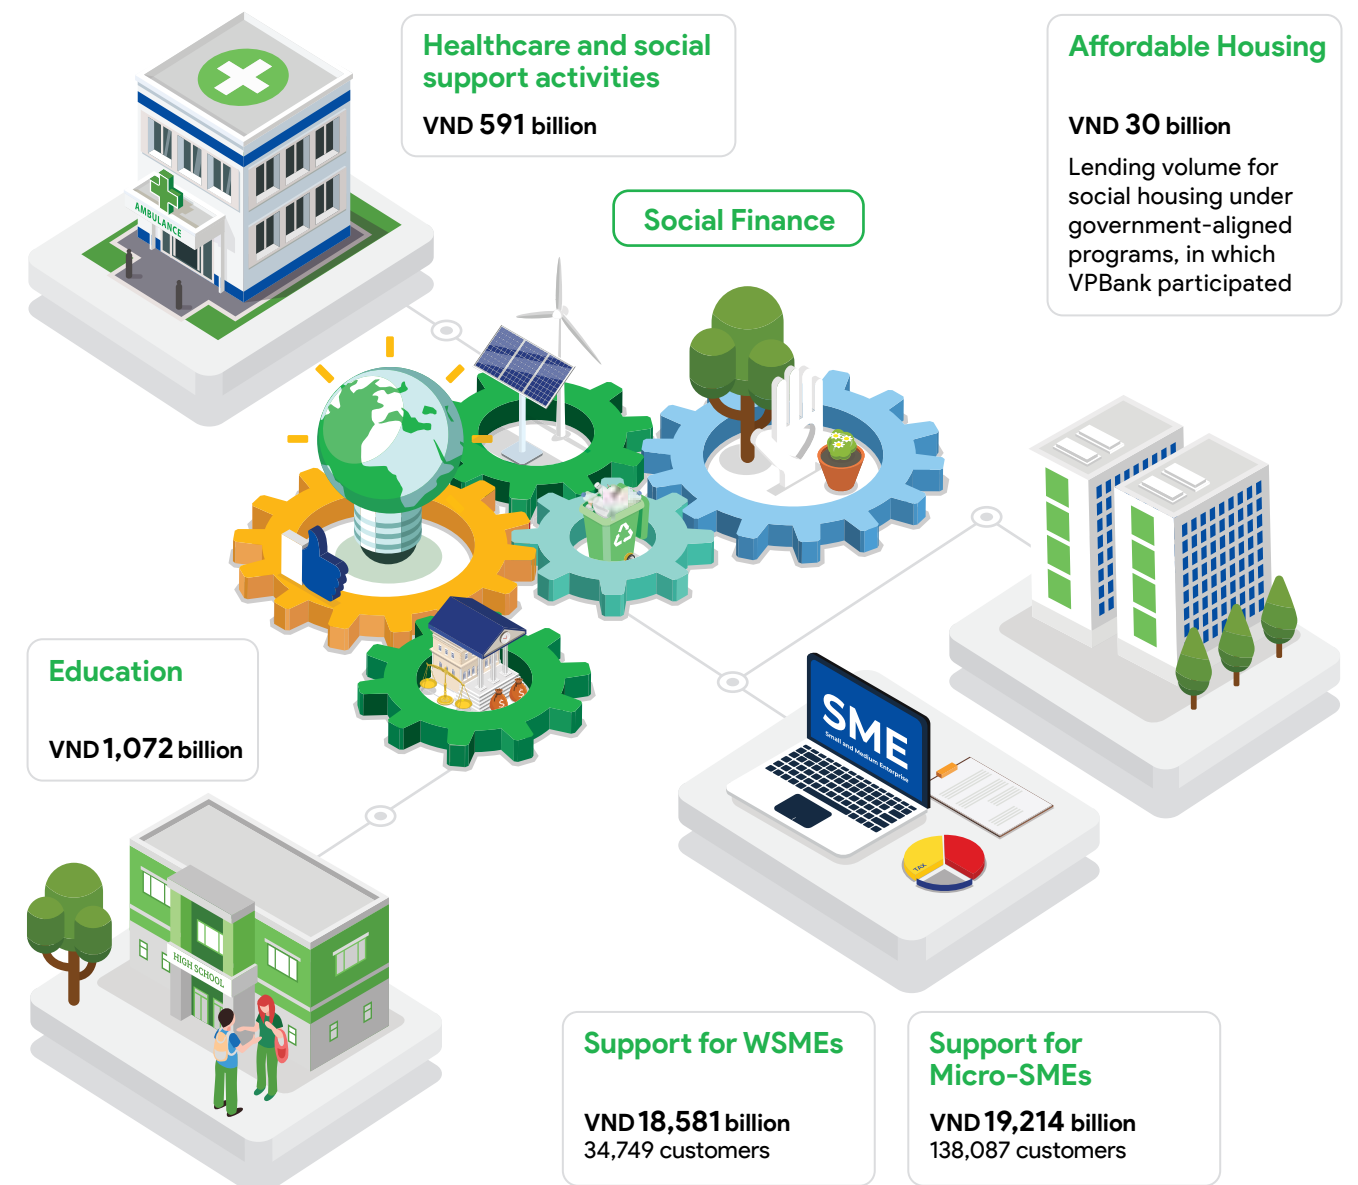 Healthcare and social
support activities
VND 591 billion
Affordable Housing
VND 30 billion
Lending volume for
social housing under
government-aligned
programs, in which
VPBank participated
Social Finance
AMBULANCE
Education
VND 1,072 billion
SME
Small and Medium Enterprise
TAX
HIGH SCHOOL
Support for WSMEs
VND 18,581 billion
34,749 customers
Support for
Micro-SMEs
VND 19,214 billion
138,087 customers